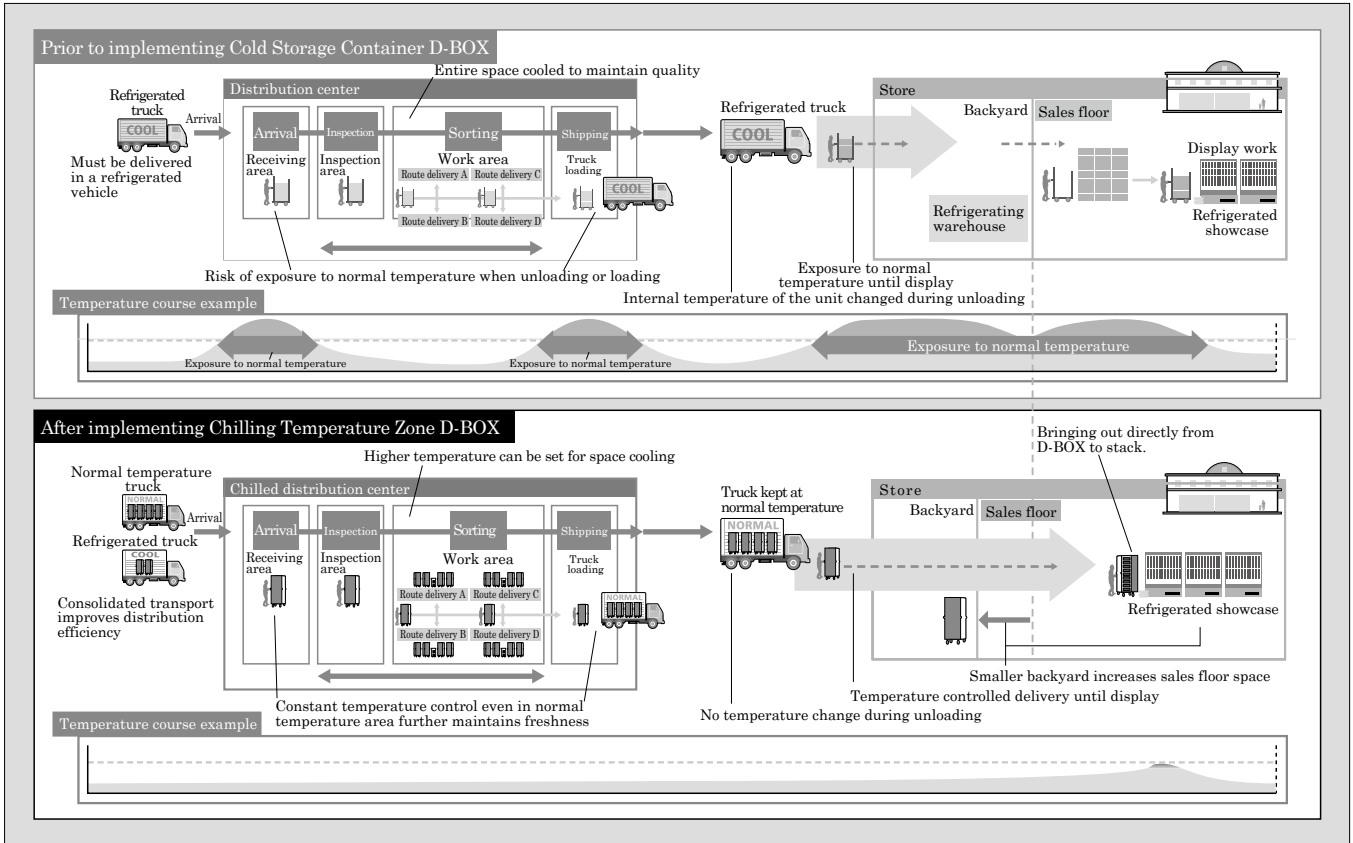 Prior to implementing Cold Storage Container D-BOX
Entire space cooled to maintain quality
Refrigerated
truck
COOL
Arrival
Must be delivered
in a refrigerated
vehicle
Distribution center
Arrival
Inspection
Sorting
Shipping
Receiving
area
Inspection
area
Work area
Truck
loading
Route delivery A
Route delivery C
Route delivery B
Route delivery D
COOL
Risk of exposure to normal temperature when unloading or loading
Refrigerated truck
COOL
Store
Backyard
Sales floor
Refrigerating
warehouse
Display work
Refrigerated
showcase
Exposure to normal
temperature until display
Internal temperature of the unit changed during unloading
Temperature course example
Exposure to normal temperature
Exposure to normal temperature
Exposure to normal temperature
After implementing Chilling Temperature Zone D-BOX
Higher temperature can be set for space cooling
Normal temperature
truck
NORMAL
Arrival
Refrigerated truck
COOL
Consolidated transport
improves distribution
efficiency
Chilled distribution center
Arrival
Inspection
Sorting
Shipping
Receiving
area
Inspection
area
Work area
Truck
loading
Route delivery A
Route delivery C
Route delivery B
Route delivery D
NORMAL
Constant temperature control even in normal
temperature area further maintains freshness
Truck kept at
normal temperature
NORMAL
Bringing out directly from
D-BOX to stack.
Store
Backyard
Sales floor
Refrigerated showcase
Smaller backyard increases sales floor space
Temperature controlled delivery until display
No temperature change during unloading
Temperature course example